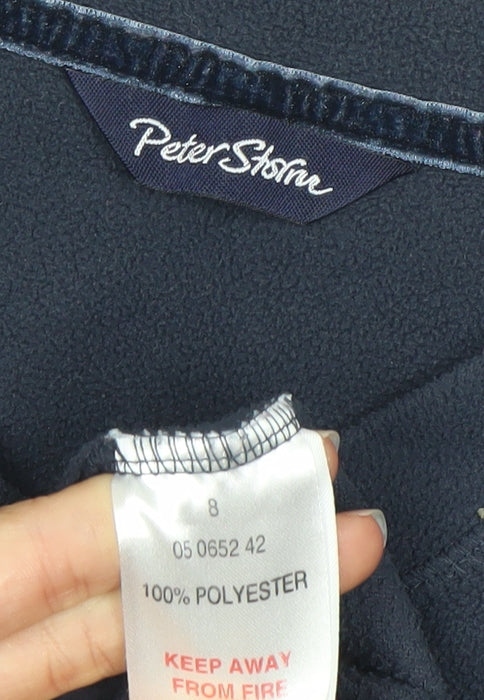 Peter Storm
8
05 0652 42
100% POLYESTER
KEEP AWAY
FROM FIRE